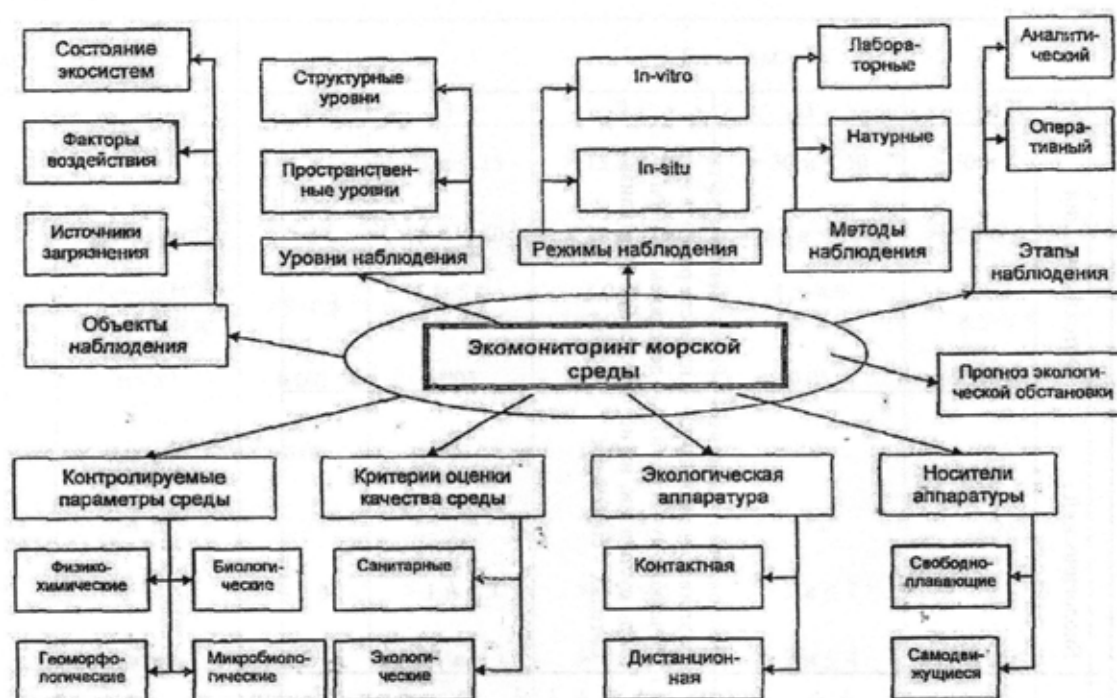 Состояние
экосистем
Факторы
воздействия
Источники
загрязнения
Объекты
наблюдения
Структурные
уровни
Пространствен-
ные уровни
Уровни наблюдения
In-vitro
In-situ
Режимы наблюдения
Лабора-
торные
Натурные
Методы
наблюдения
Аналити-
ческий
Опера-
тивный
Этапы
наблюдения
Экомониторинг морской
среды
Прогноз экологи-
ческой обстановки
Контролируемые
параметры среды
Физико-
химические
Биологи-
ческие
Геоморфо-
логические
Микробиоло-
гические
Критерии оценки
качества среды
Санитарные
Экологи-
ческие
Экологическая
аппаратура
Контактная
Дистанцион-
ная
Носители
аппаратуры
Свободно-
плавающие
Самодви-
жущиеся